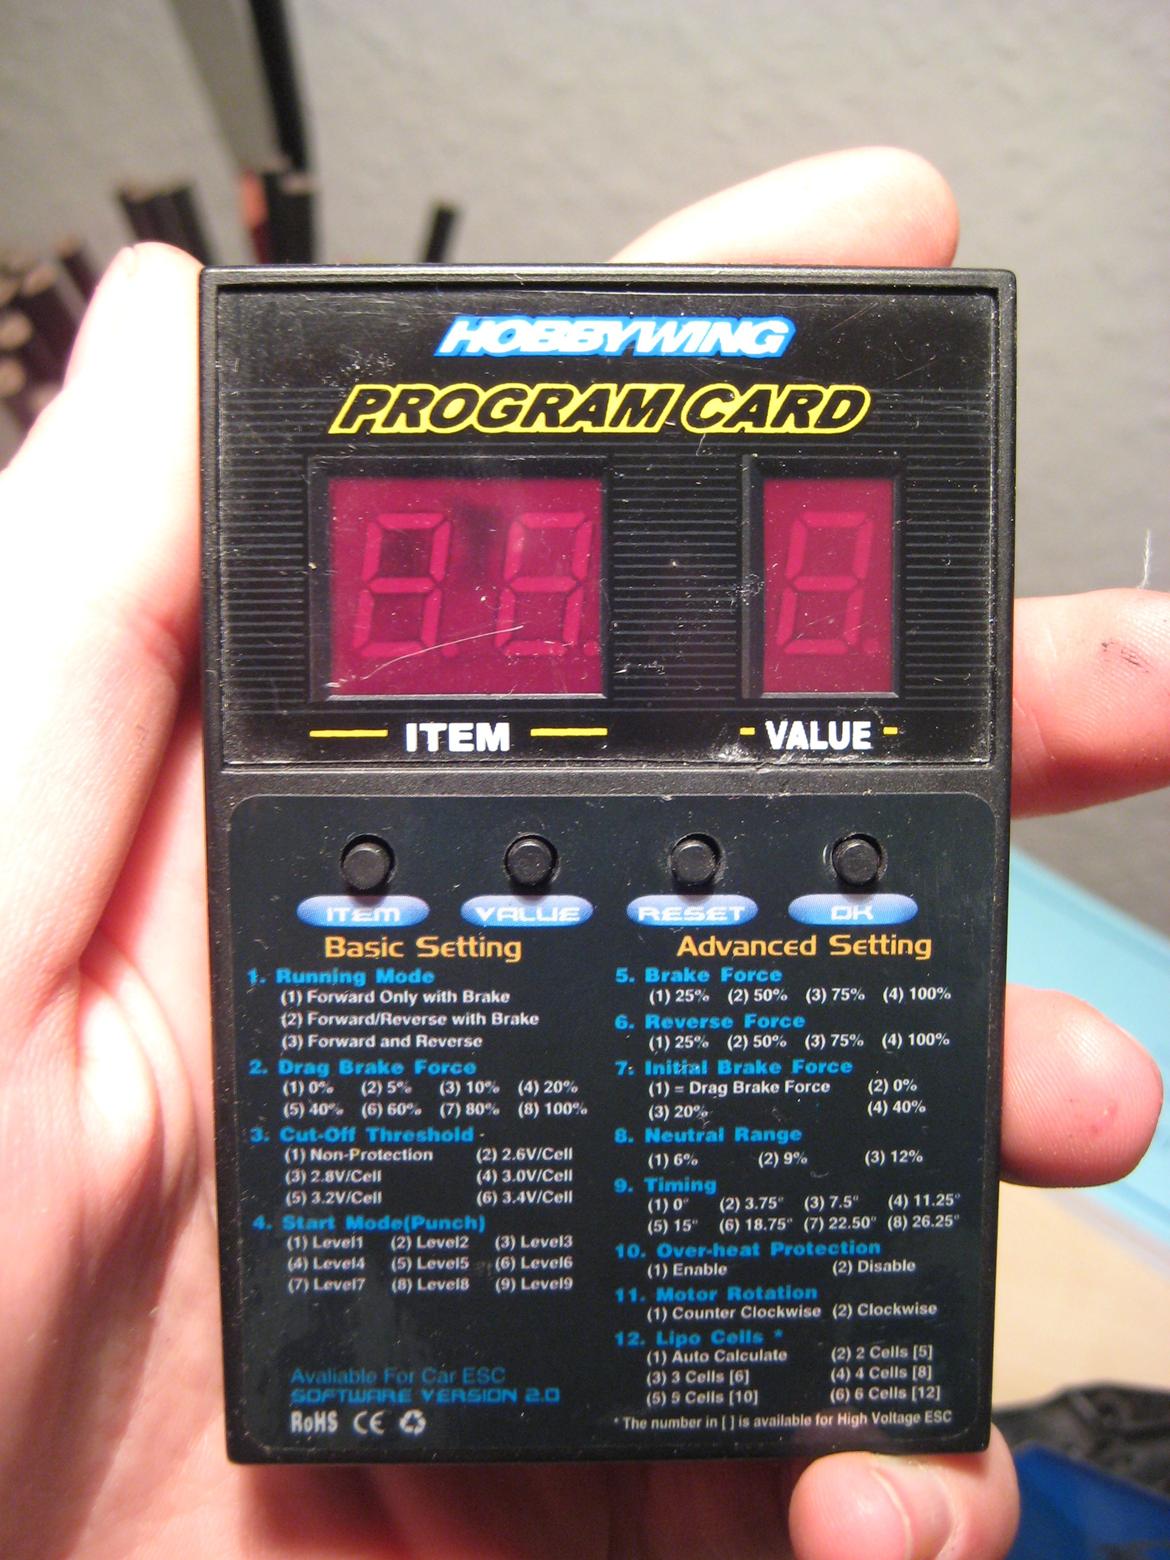 HOBBYWING
PROGRAM CARD
ITEM
VALUE
ITEM
VALUE
RESET
OK
Basic Setting
1. Running Mode
(1) Forward Only with Brake
(2) Forward/Reverse with Brake
(3) Forward and Reverse
2. Drag Brake Force
(1) 0% (2) 5% (3) 10% (4) 20%
(5) 40% (6) 60% (7) 80% (8) 100%
3. Cut-Off Threshold
(1) Non-Protection (2) 2.6V/Cell
(3) 2.8V/Cell (4) 3.0V/Cell
(5) 3.2V/Cell (6) 3.4V/Cell
4. Start Mode(Punch)
(1) Level1 (2) Level2 (3) Level3
(4) Level4 (5) Level5 (6) Level6
(7) Level7 (8) Level8 (9) Level9
Avaliable For Car ESC
SOFTWARE VERSION 2.0
RoHS CE
Advanced Setting
5. Brake Force
(1) 25% (2) 50% (3) 75% (4) 100%
6. Reverse Force
(1) 25% (2) 50% (3) 75% (4) 100%
7. Initial Brake Force
(1) = Drag Brake Force (2) 0%
(3) 20% (4) 40%
8. Neutral Range
(1) 6% (2) 9% (3) 12%
9. Timing
(1) 0° (2) 3.75° (3) 7.5° (4) 11.25°
(5) 15° (6) 18.75° (7) 22.50° (8) 26.25°
10. Over-heat Protection
(1) Enable (2) Disable
11. Motor Rotation
(1) Counter Clockwise (2) Clockwise
12. Lipo Cells *
(1) Auto Calculate (2) 2 Cells [5]
(3) 3 Cells [6] (4) 4 Cells [8]
(5) 5 Cells [10] (6) 6 Cells [12]
* The number in [ ] is available for High Voltage ESC